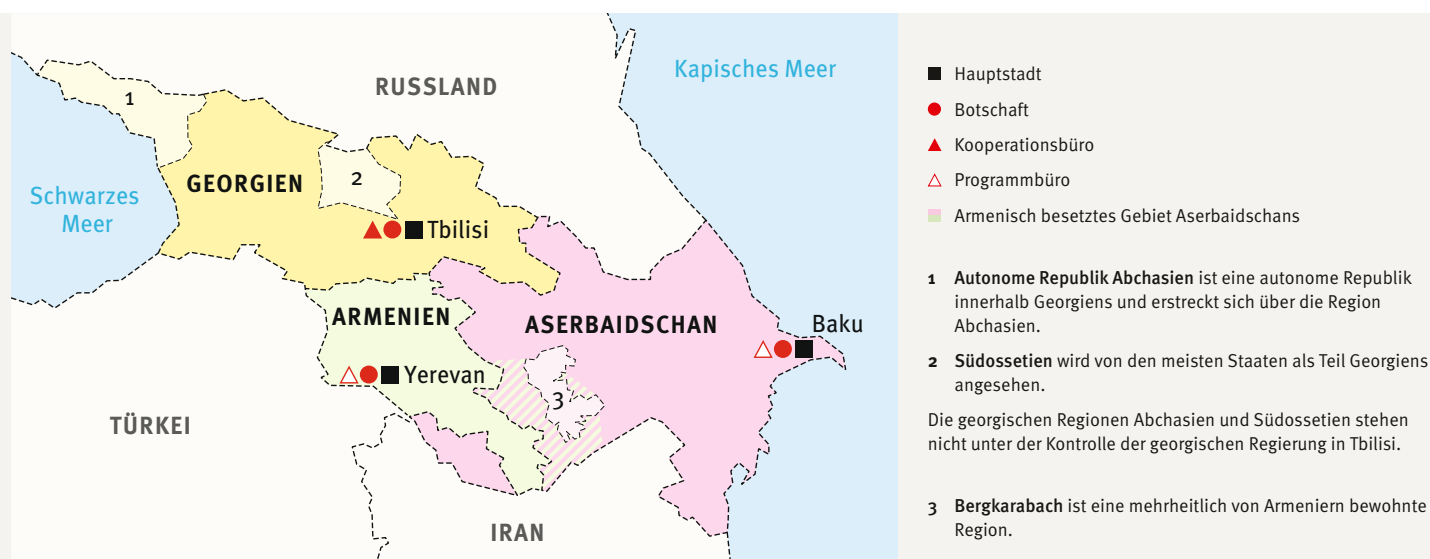 RUSSLAND
Kapisches Meer
1
GEORGIEN
2
Schwarzes
Meer
Tbilisi
ARMENIEN
ASERBAIDSCHAN
Baku
Yerevan
3
TÜRKEI
IRAN
Hauptstadt
Botschaft
Kooperationsbüro
Programmbüro
Armenisch besetztes Gebiet Aserbaidschans
1 Autonome Republik Abchasien ist eine autonome Republik
innerhalb Georgiens und erstreckt sich über die Region
Abchasien.
2 Südossetien wird von den meisten Staaten als Teil Georgiens
angesehen.
Die georgischen Regionen Abchasien und Südossetien stehen
nicht unter der Kontrolle der georgischen Regierung in Tbilisi.
3 Bergkarabach ist eine mehrheitlich von Armeniern bewohnte
Region.